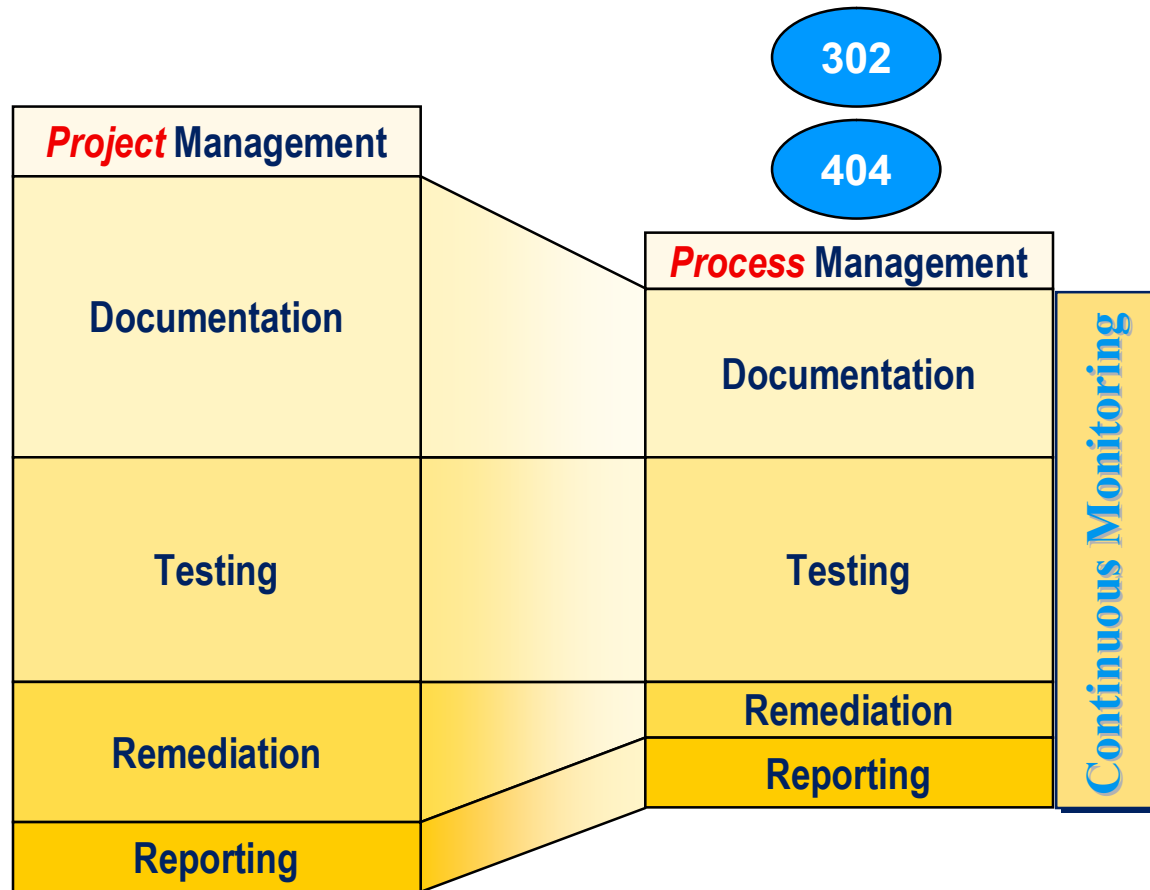 302
404
Project Management
Documentation
Testing
Remediation
Reporting
Process Management
Documentation
Testing
Remediation
Reporting
Continuous Monitoring